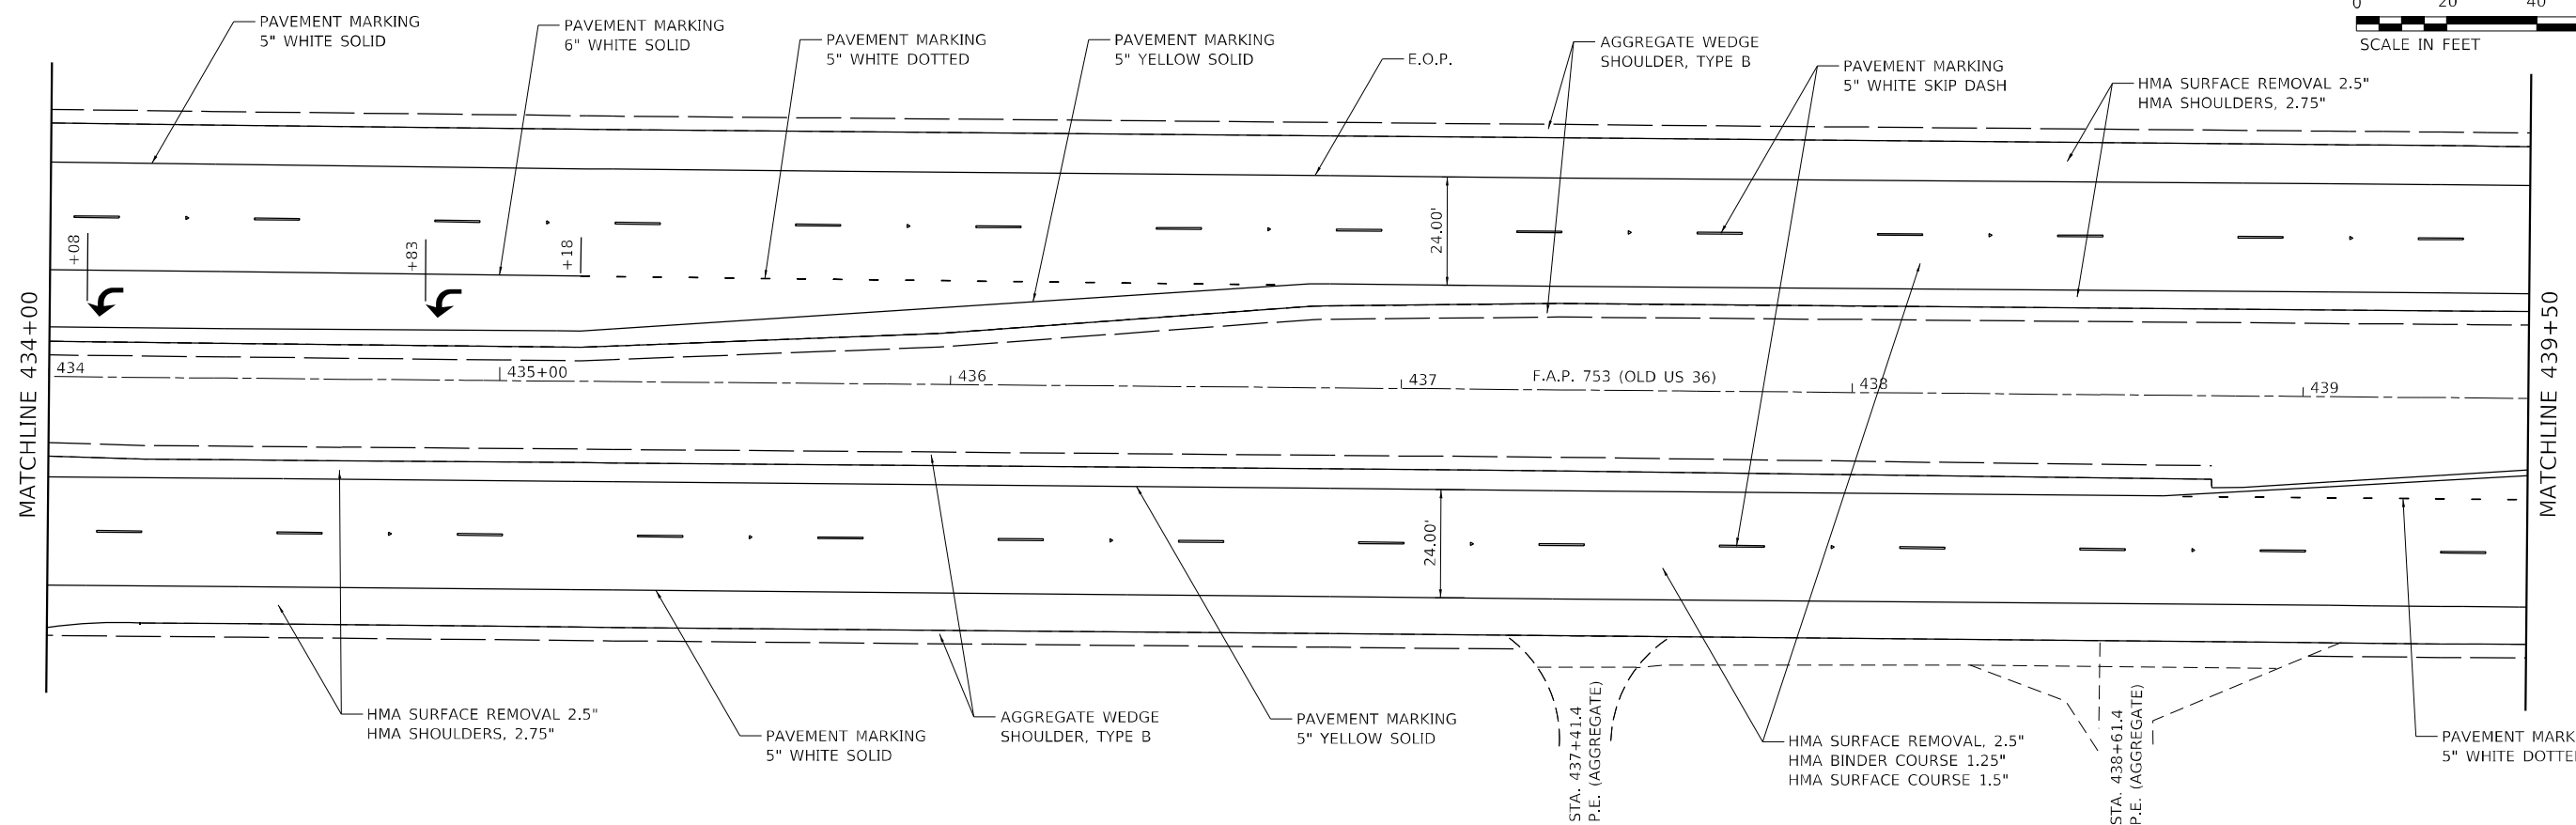 0 20 40
SCALE IN FEET
PAVEMENT MARKING
5" WHITE SOLID
PAVEMENT MARKING
6" WHITE SOLID
PAVEMENT MARKING
5" WHITE DOTTED
PAVEMENT MARKING
5" YELLOW SOLID
E.O.P.
AGGREGATE WEDGE
SHOULDER, TYPE B
PAVEMENT MARKING
5" WHITE SKIP DASH
HMA SURFACE REMOVAL 2.5"
HMA SHOULDERS, 2.75"
+08
+83
+18
24.00'
MATCHLINE 434+00
MATCHLINE 439+50
434
435+00
436
437
F.A.P. 753 (OLD US 36)
438
439
24.00'
HMA SURFACE REMOVAL 2.5"
HMA SHOULDERS, 2.75"
PAVEMENT MARKING
5" WHITE SOLID
AGGREGATE WEDGE
SHOULDER, TYPE B
PAVEMENT MARKING
5" YELLOW SOLID
STA. 437+41.4
P.E. (AGGREGATE)
HMA SURFACE REMOVAL, 2.5"
HMA BINDER COURSE 1.25"
HMA SURFACE COURSE 1.5"
STA. 438+61.4
P.E. (AGGREGATE)
PAVEMENT MARK
5" WHITE DOTTE